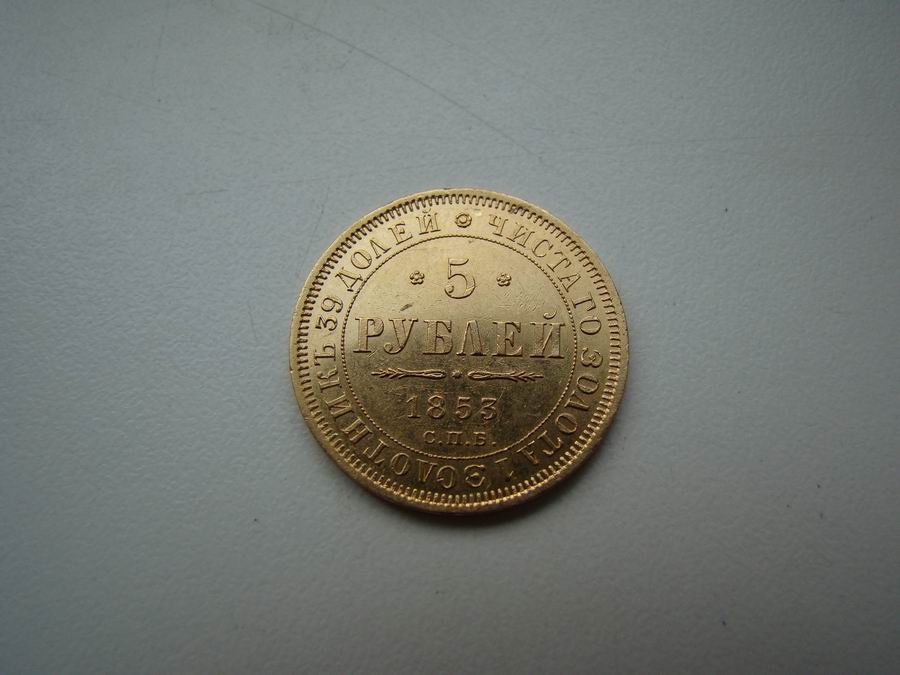 ЧИСТАГО ЗОЛОТА 1 ЗОЛОТНИКЪ 39 ДОЛЕЙ
5
РУБЛЕЙ
1853
С.П.Б.